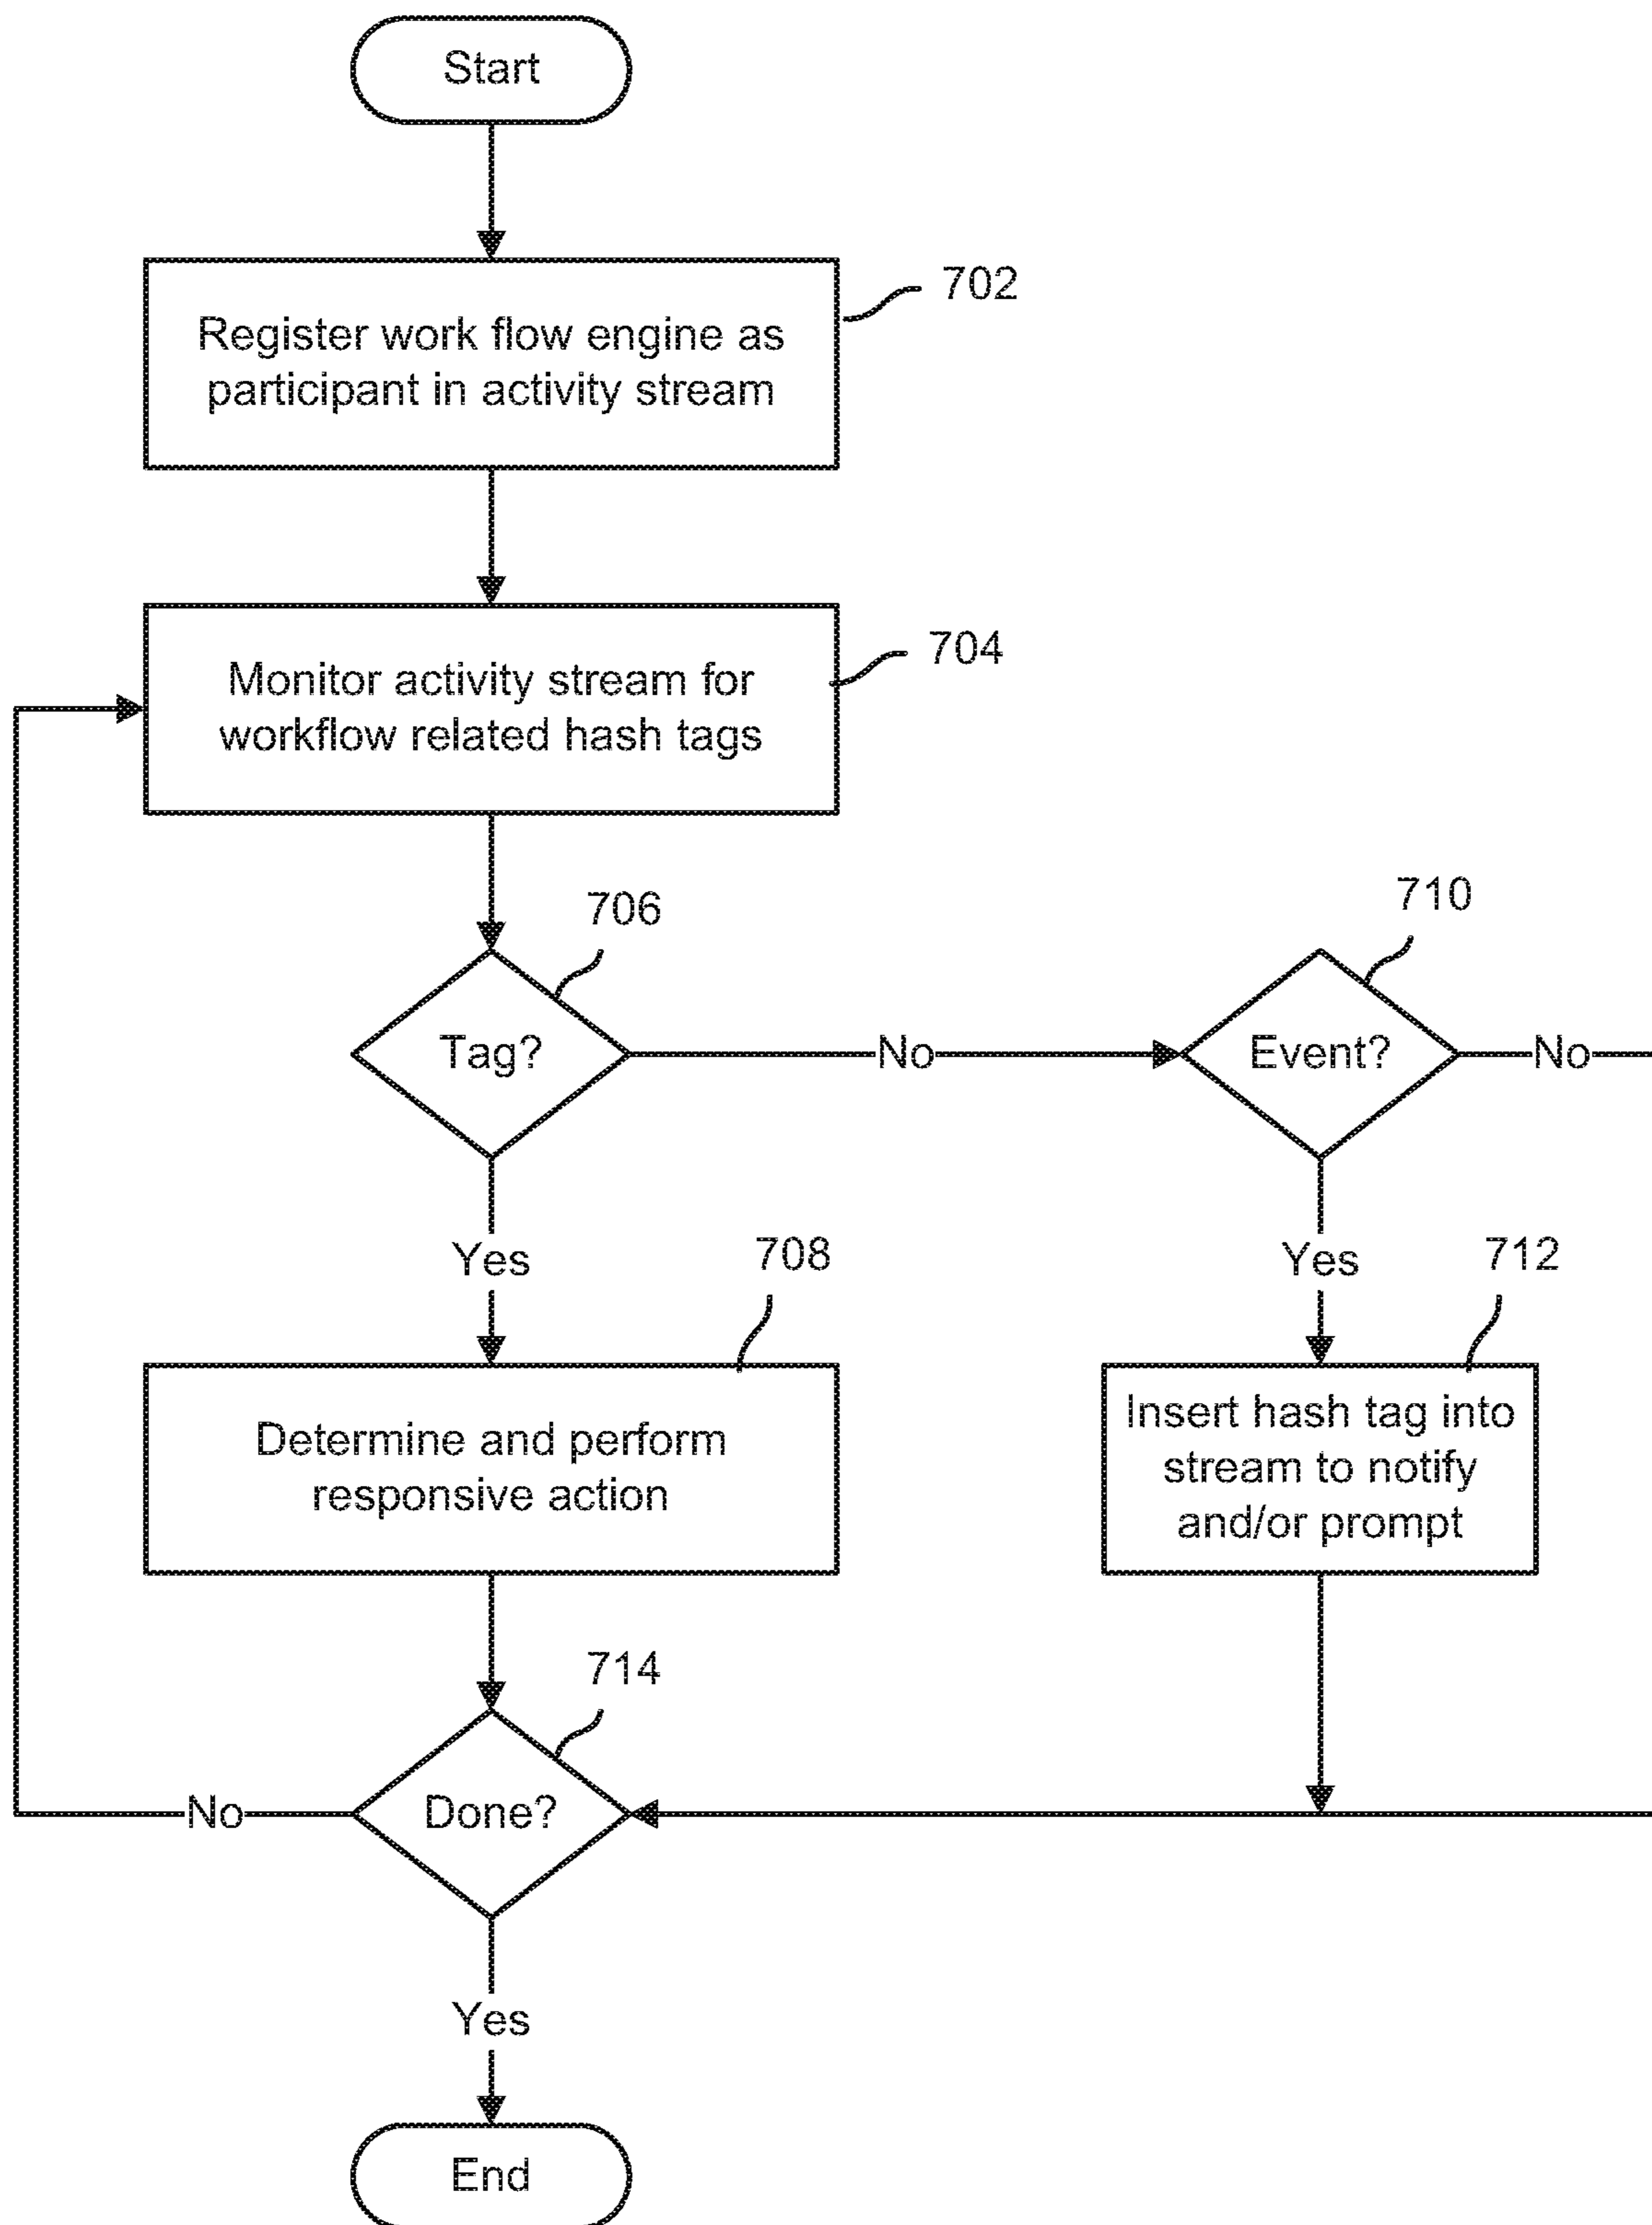 Start
702
Register work flow engine as
participant in activity stream
704
Monitor activity stream for
workflow related hash tags
706
710
Tag?
No
Event?
No
Yes
708
Yes
712
Determine and perform
responsive action
Insert hash tag into
stream to notify
and/or prompt
714
No
Done?
Yes
End